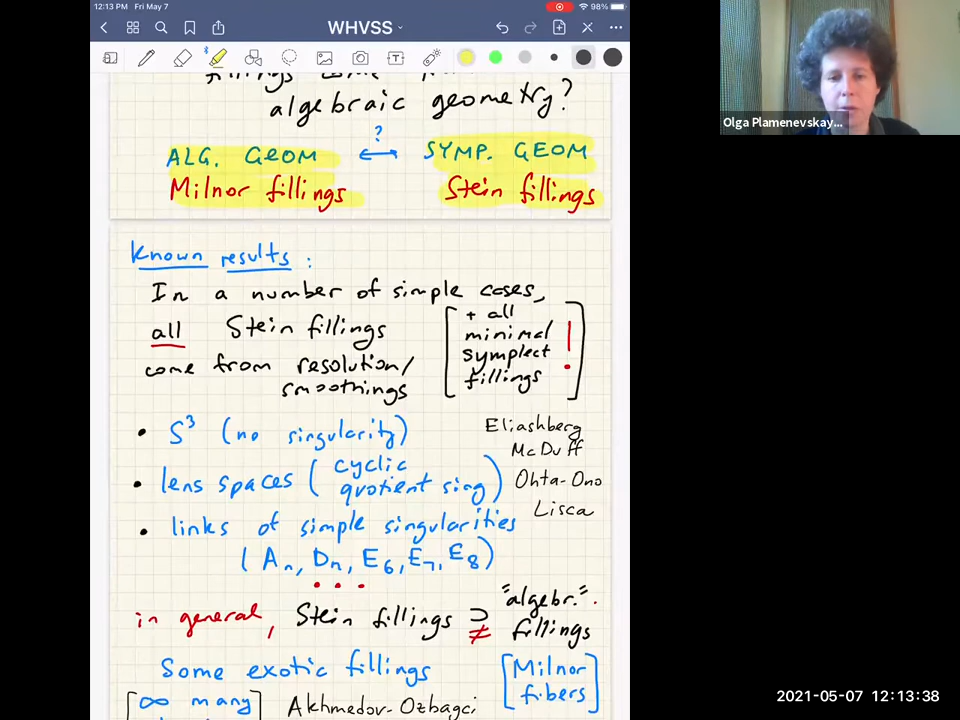 12:13 PM Fri May 7
98%
WHVSS
fillings
algebraic geometry?
?
ALG. GEOM ↔ SYMP. GEOM
Milnor fillings Stein fillings
Known results:
In a number of simple cases,
all Stein fillings
come from resolution/
smoothings
[+ all
minimal
symplect
fillings] !
• S³ (no singularity)
Eliashberg
McDuff
• lens spaces (cyclic
quotient sing)
Ohta-Ono
Lisca
• links of simple singularities
(An, Dn, E6, E7, E8)
...
in general, Stein fillings ⊋ "algebr."
fillings
Some exotic fillings
[Milnor
fibers]
[∞ many
Akhmedov-Ozbagci
Olga Plamenevskay...
2021-05-07 12:13:38